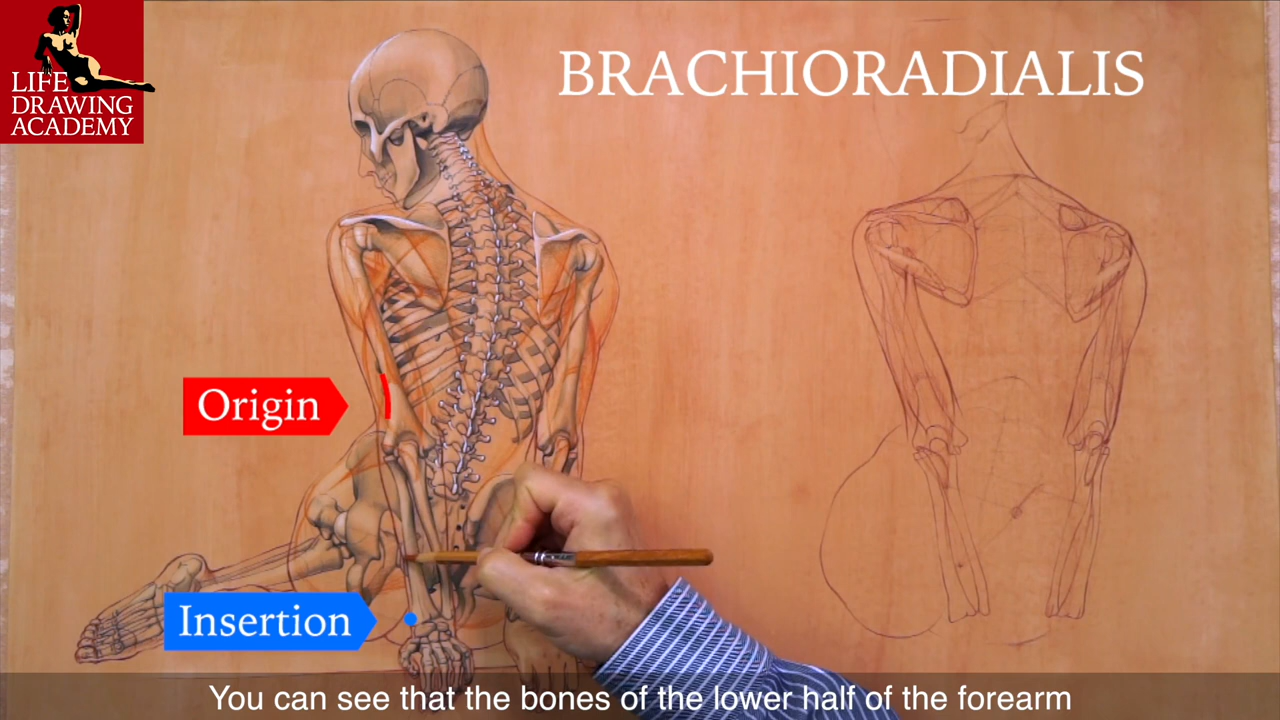 LIFE
DRAWING
ACADEMY
BRACHIORADIALIS
Origin
Insertion
You can see that the bones of the lower half of the forearm